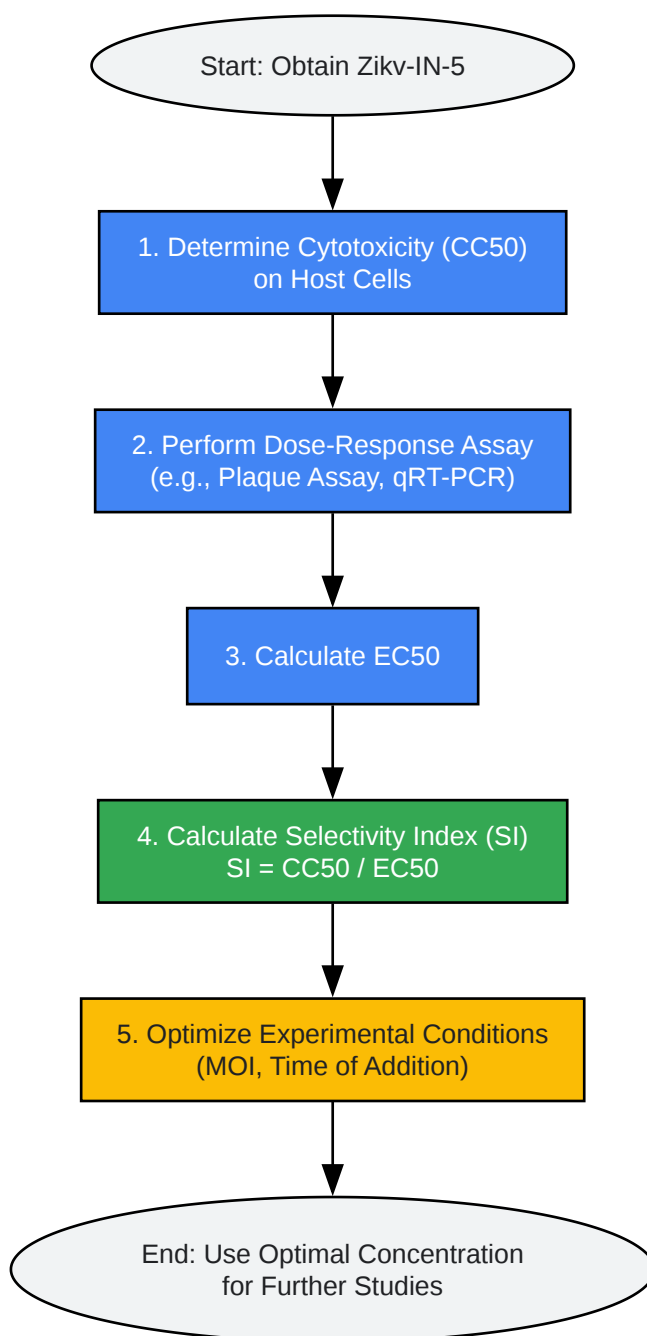 Start: Obtain Zikv-IN-5
1. Determine Cytotoxicity (CC50)
on Host Cells
2. Perform Dose-Response Assay
(e.g., Plaque Assay, qRT-PCR)
3. Calculate EC50
4. Calculate Selectivity Index (SI)
SI = CC50 / EC50
5. Optimize Experimental Conditions
(MOI, Time of Addition)
End: Use Optimal Concentration
for Further Studies